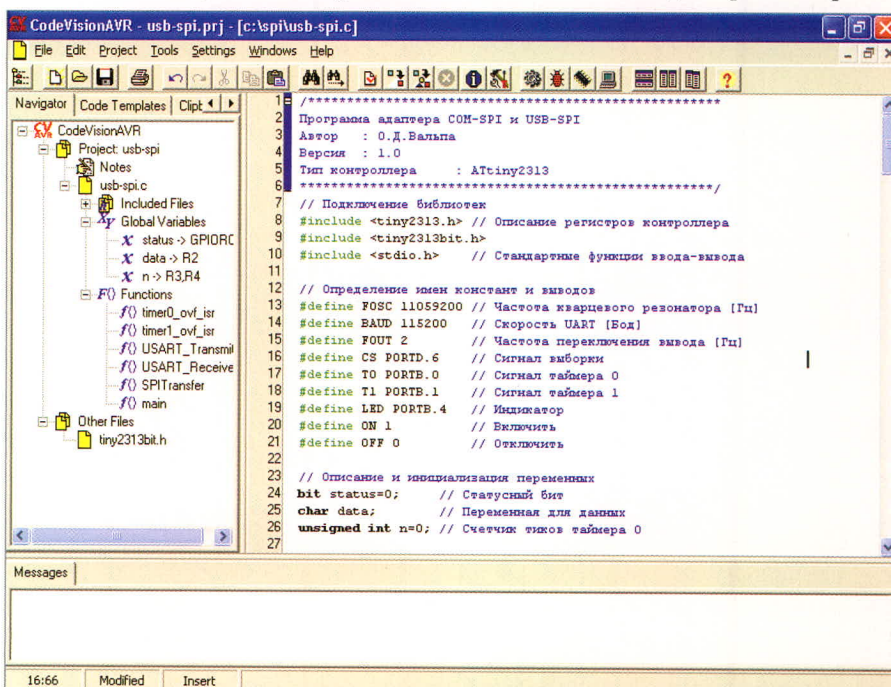 CodeVisionAVR - usb-spi.prj - [c:\spi\usb-spi.c]
File Edit Project Tools Settings Windows Help
Navigator Code Templates Clipt
CodeVisionAVR
Project: usb-spi
Notes
usb-spi.c
Included Files
Global Variables
status -> GPIORC
data -> R2
n -> R3,R4
Functions
timer0_ovf_isr
timer1_ovf_isr
USART_Transmit
USART_Receive
SPITransfer
main
Other Files
tiny2313bit.h
1 /***************************************************
2 Программа адаптера COM-SPI и USB-SPI
3 Автор : О.Д.Вальпа
4 Версия : 1.0
5 Тип контроллера : ATtiny2313
6 ***************************************************/
7 // Подключение библиотек
8 #include <tiny2313.h> // Описание регистров контроллера
9 #include <tiny2313bit.h>
10 #include <stdio.h> // Стандартные функции ввода-вывода
11
12 // Определение имен констант и выводов
13 #define FOSC 11059200 // Частота кварцевого резонатора [Гц]
14 #define BAUD 115200 // Скорость UART [Бод]
15 #define FOUT 2 // Частота переключения вывода [Гц]
16 #define CS PORTD.6 // Сигнал выборки
17 #define T0 PORTB.0 // Сигнал таймера 0
18 #define T1 PORTB.1 // Сигнал таймера 1
19 #define LED PORTB.4 // Индикатор
20 #define ON 1 // Включить
21 #define OFF 0 // Отключить
22
23 // Описание и инициализация переменных
24 bit status=0; // Статусный бит
25 char data; // Переменная для данных
26 unsigned int n=0; // Счетчик тиков таймера 0
27
Messages
16:66 Modified Insert